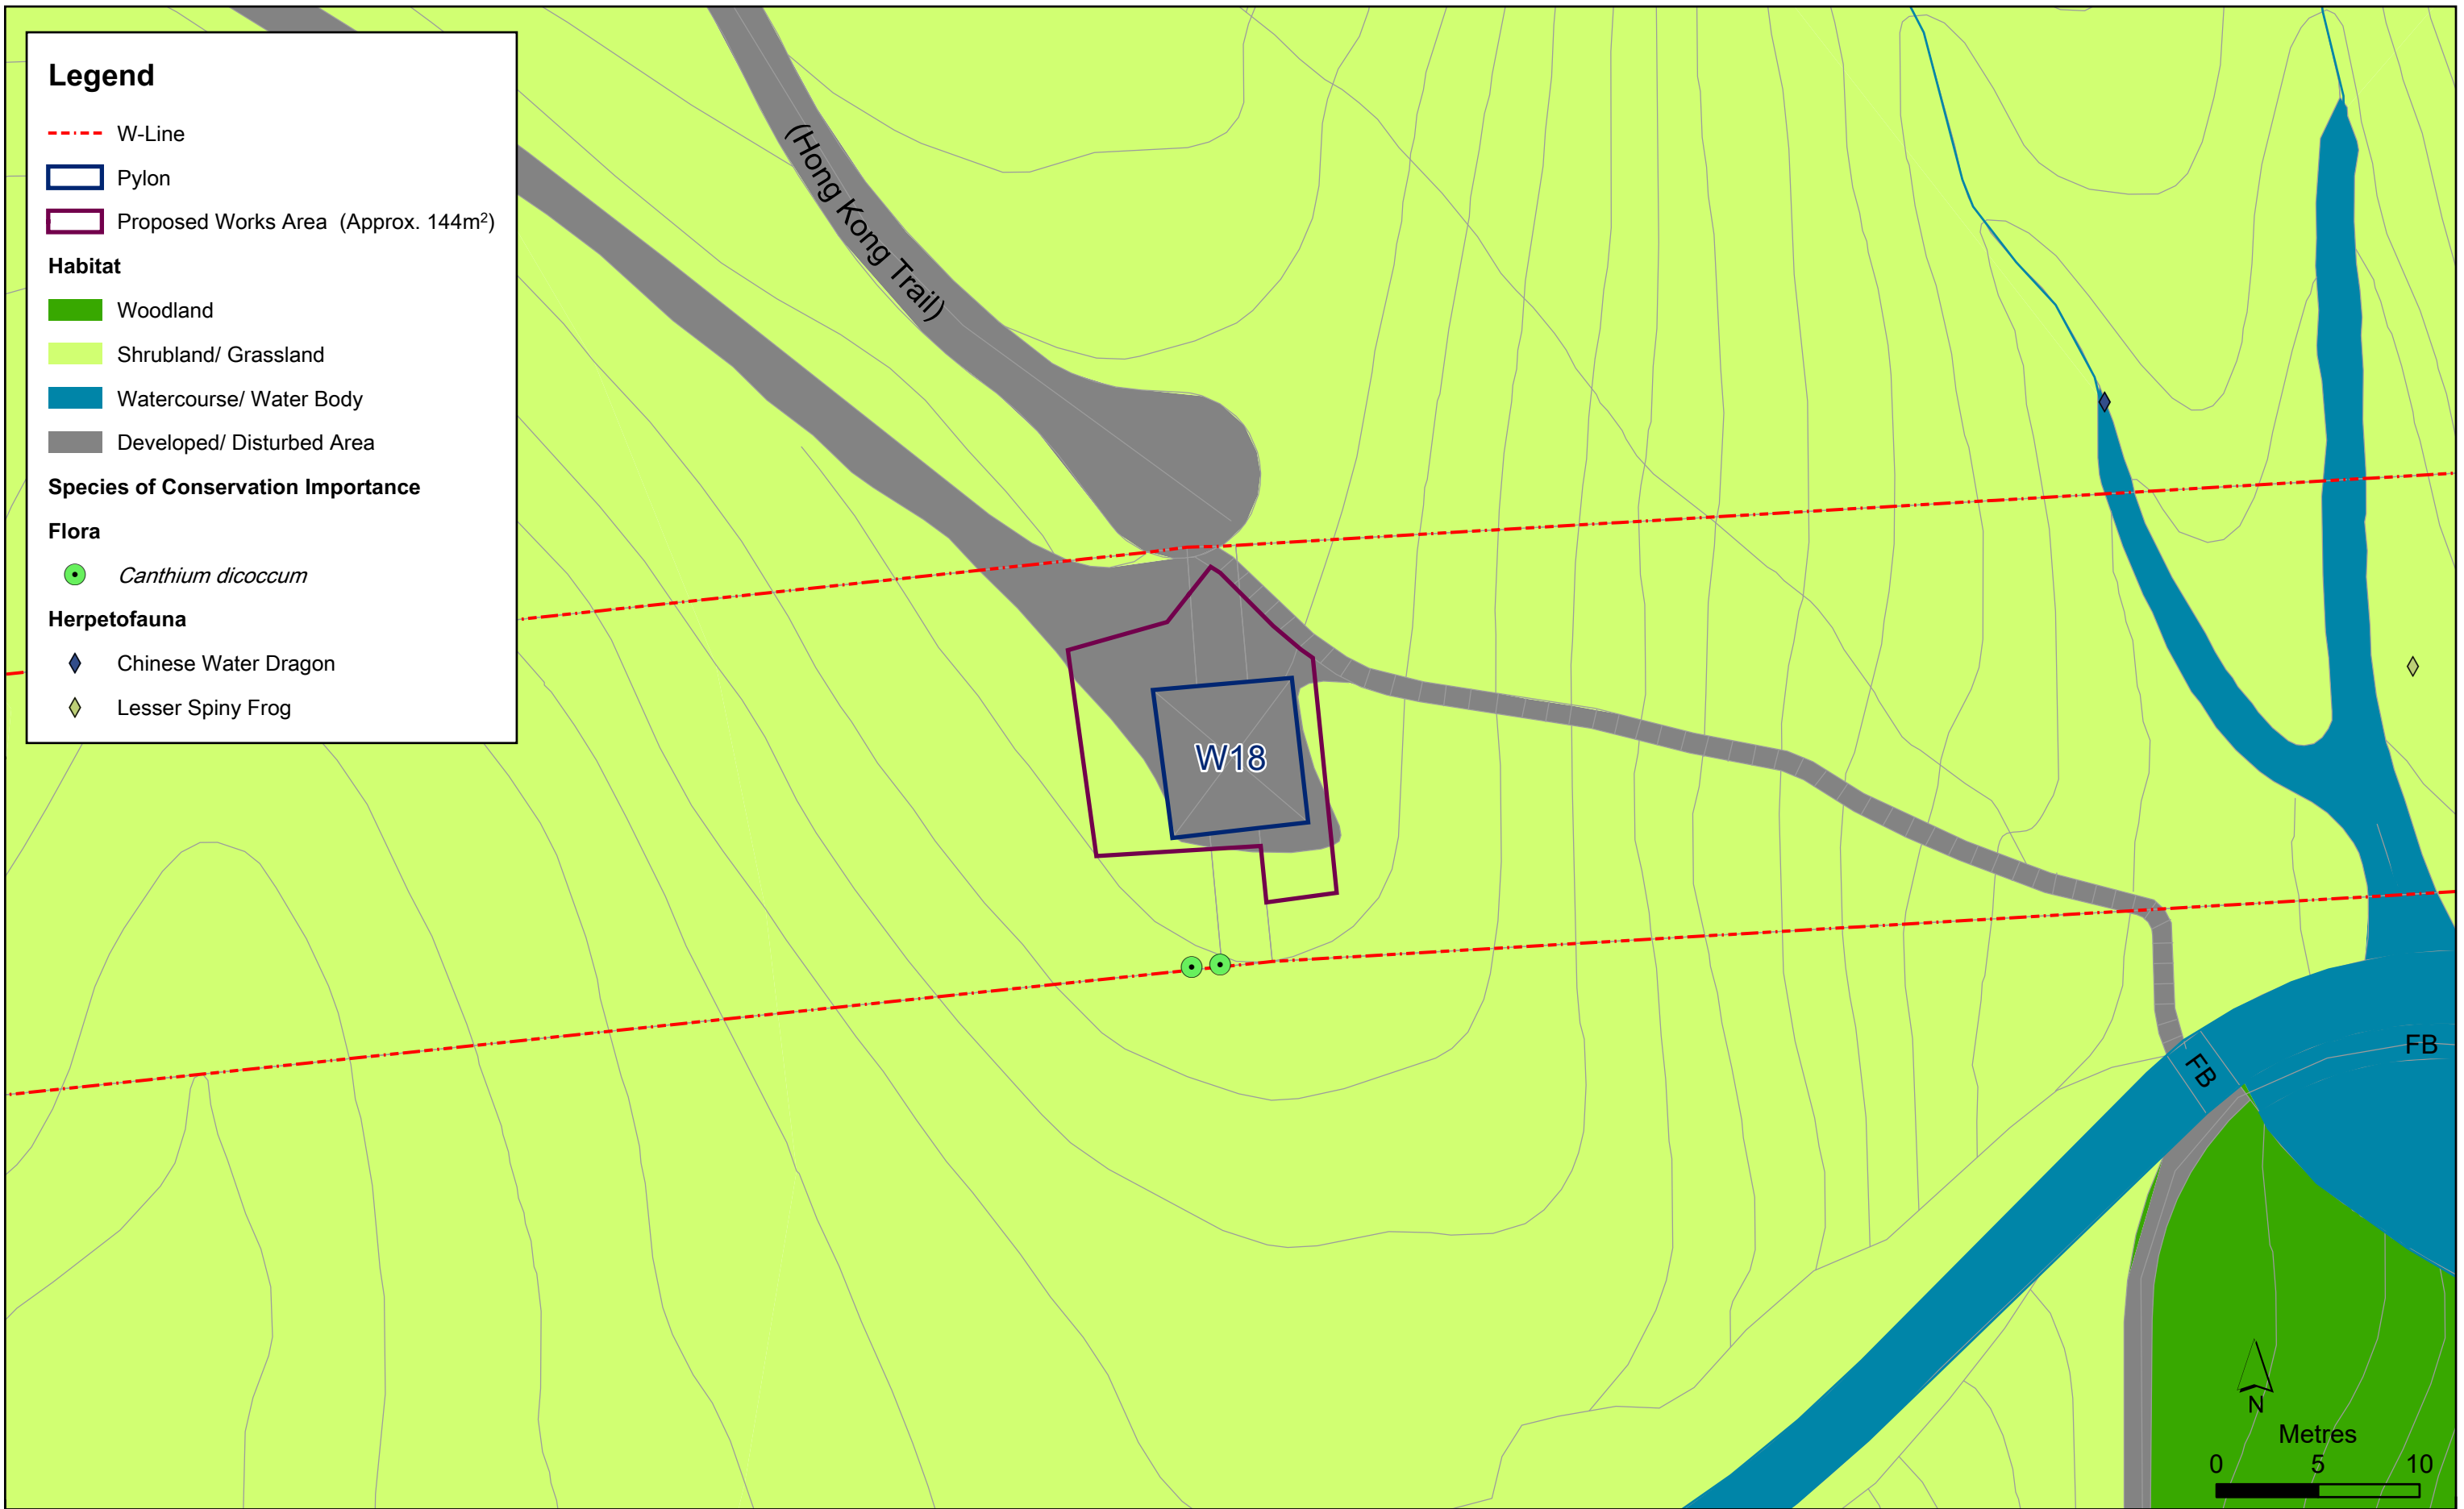 Legend
W-Line
Pylon
Proposed Works Area (Approx. 144m²)
Habitat
Woodland
Shrubland/ Grassland
Watercourse/ Water Body
Developed/ Disturbed Area
Species of Conservation Importance
Flora
Canthium dicoccum
Herpetofauna
Chinese Water Dragon
Lesser Spiny Frog
(Hong Kong Trail)
W18
FB
FB
N
Metres
0 5 10